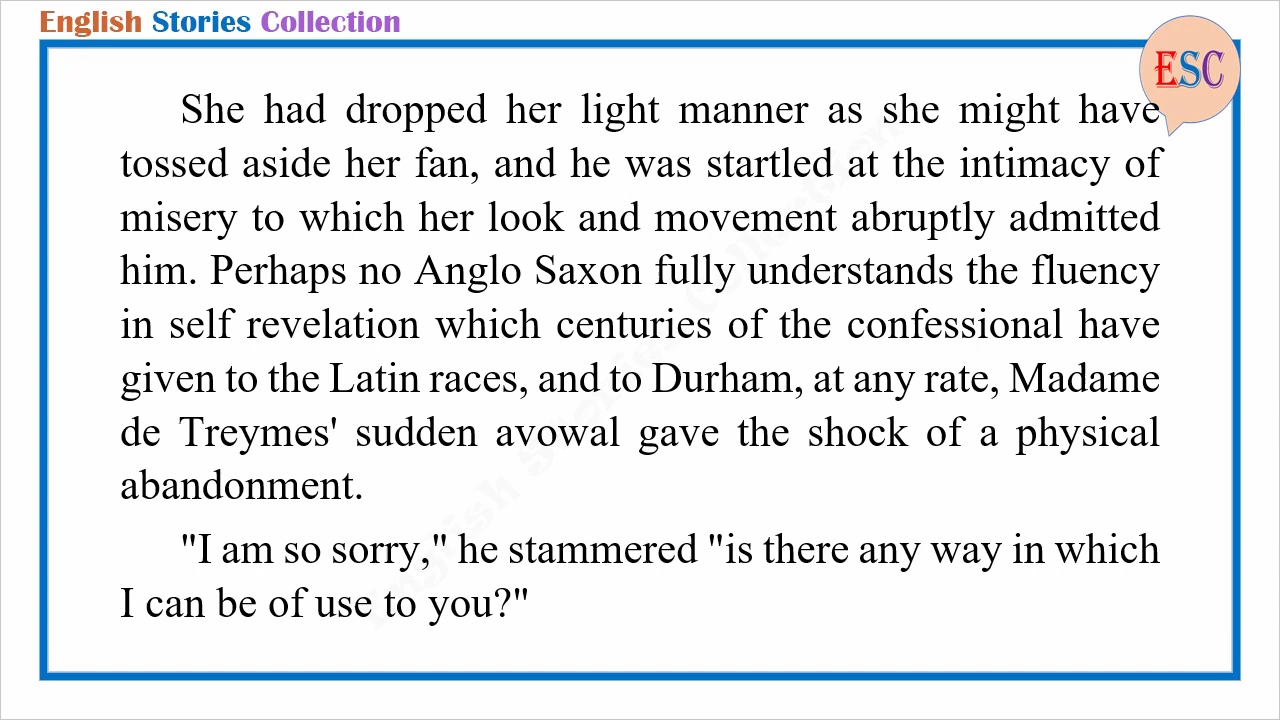 English Stories Collection
ESC
She had dropped her light manner as she might have
tossed aside her fan, and he was startled at the intimacy of
misery to which her look and movement abruptly admitted
him. Perhaps no Anglo Saxon fully understands the fluency
in self revelation which centuries of the confessional have
given to the Latin races, and to Durham, at any rate, Madame
de Treymes' sudden avowal gave the shock of a physical
abandonment.
"I am so sorry," he stammered "is there any way in which
I can be of use to you?"
English Stories Collection